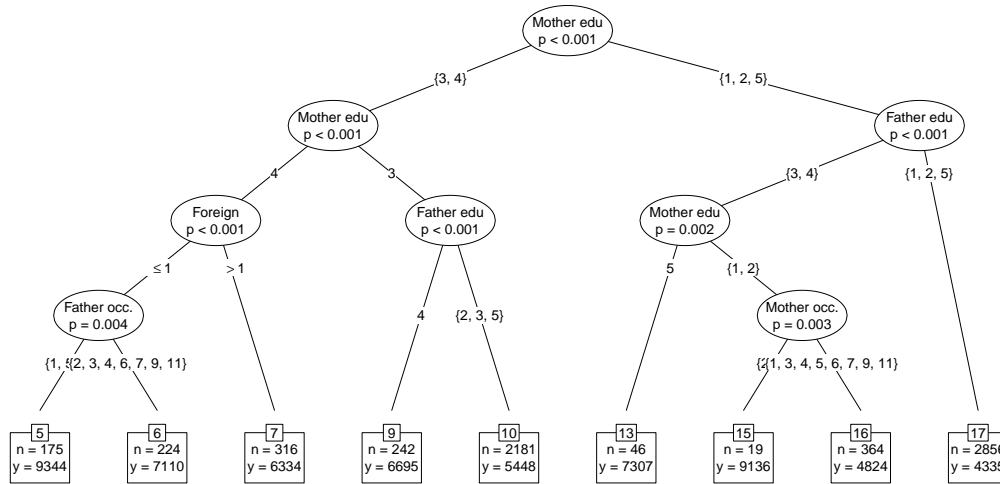 Mother edu
p < 0.001
{3, 4}
{1, 2, 5}
Mother edu
p < 0.001
Father edu
p < 0.001
4
3
{3, 4}
{1, 2, 5}
Foreign
p < 0.001
Father edu
p < 0.001
Mother edu
p = 0.002
≤ 1
> 1
4
{2, 3, 5}
5
{1, 2}
Father occ.
p = 0.004
Mother occ.
p = 0.003
{2, 3, 4, 6, 7, 9, 11}
{1, 3, 4, 5, 6, 7, 9, 11}
5
n = 175
y = 9344
6
n = 224
y = 7110
7
n = 316
y = 6334
9
n = 242
y = 6695
10
n = 2181
y = 5448
13
n = 46
y = 7307
15
n = 19
y = 9136
16
n = 364
y = 4824
17
n = 2856
y = 4335